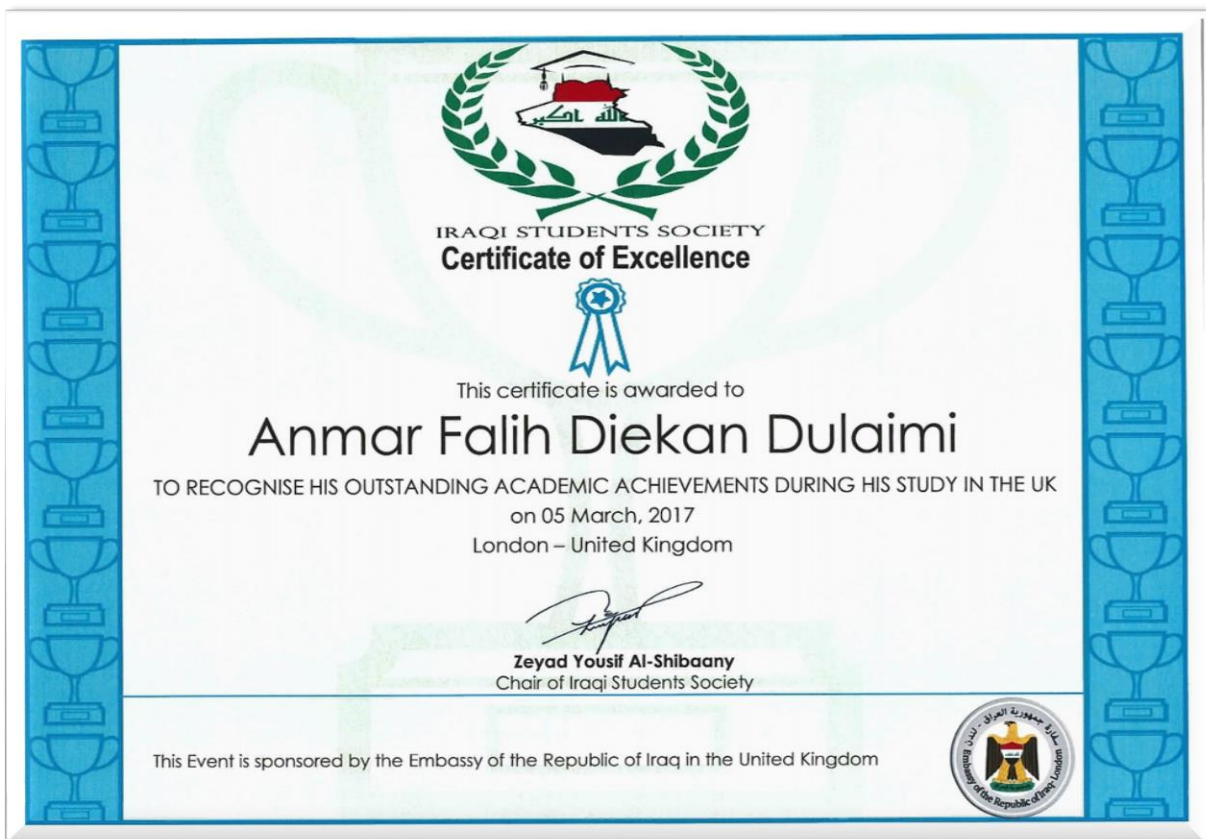 الله اكبر
IRAQI STUDENTS SOCIETY
Certificate of Excellence
This certificate is awarded to
Anmar Falih Diekan Dulaimi
TO RECOGNISE HIS OUTSTANDING ACADEMIC ACHIEVEMENTS DURING HIS STUDY IN THE UK
on 05 March, 2017
London – United Kingdom
Zeyad Yousif Al-Shibaany
Chair of Iraqi Students Society
This Event is sponsored by the Embassy of the Republic of Iraq in the United Kingdom
سفارة جمهورية العراق - لندن
Embassy of the Republic of Iraq- London